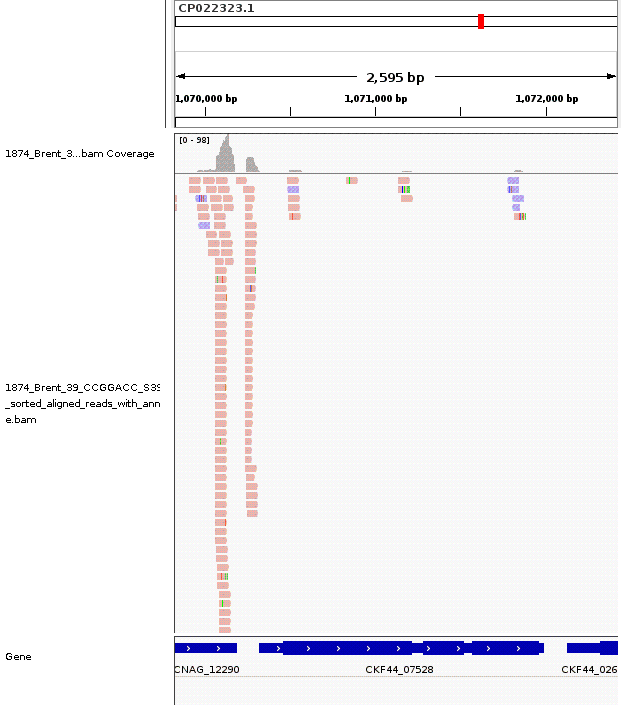 CP022323.1
2,595 bp
1,070,000 bp 1,071,000 bp 1,072,000 bp
[0 - 98]
1874_Brent_3...bam Coverage
1874_Brent_39_CCGGACC_S39
_sorted_aligned_reads_with_ann
e.bam
Gene
CNAG_12290 CKF44_07528 CKF44_026